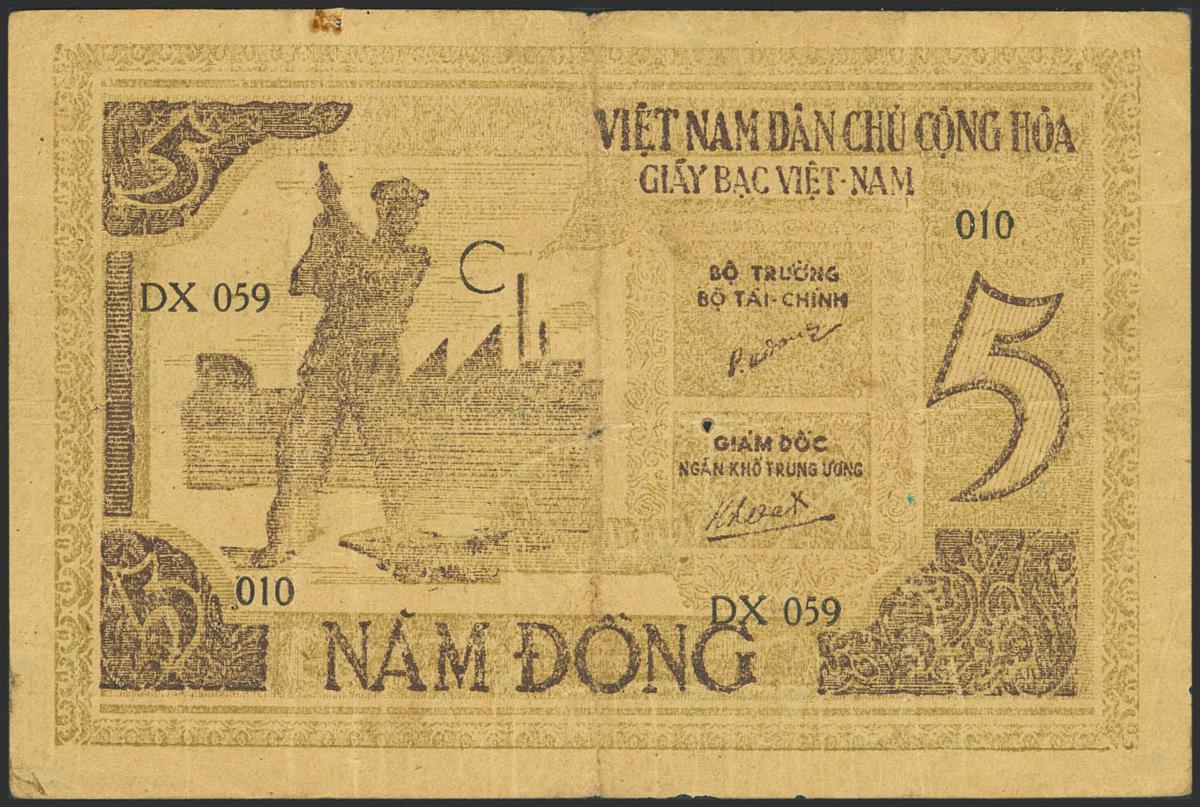 5
VIỆT NAM DÂN CHỦ CỘNG HÒA
GIẤY BẠC VIỆT-NAM
010
DX 059
C
BỘ TRƯỞNG
BỘ TÀI-CHÍNH
5
GIÁM ĐỐC
NGÂN KHỐ TRUNG ƯƠNG
5
010
DX 059
NĂM ĐỒNG